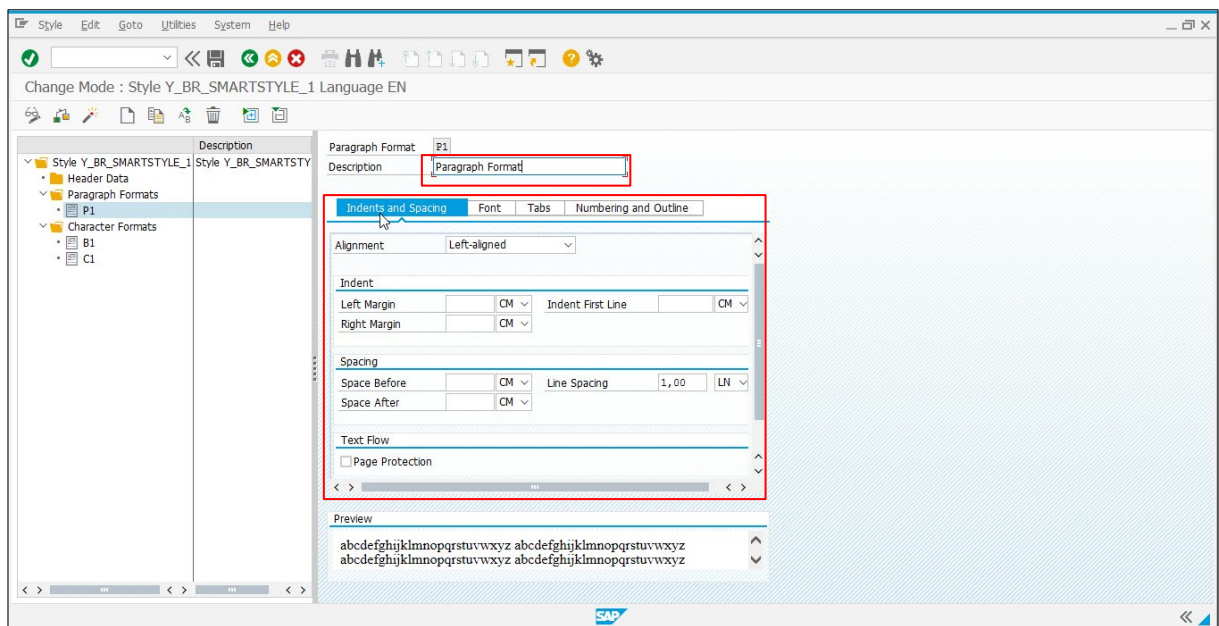 Style Edit Goto Utilities System Help
Change Mode : Style Y_BR_SMARTSTYLE_1 Language EN
Description
Style Y_BR_SMARTSTYLE_1 Style Y_BR_SMARTSTY
Header Data
Paragraph Formats
P1
Character Formats
B1
C1
Paragraph Format P1
Description Paragraph Format
Indents and Spacing Font Tabs Numbering and Outline
Alignment Left-aligned
Indent
Left Margin CM Indent First Line CM
Right Margin CM
Spacing
Space Before CM Line Spacing 1,00 LN
Space After CM
Text Flow
Page Protection
Preview
abcdefghijklmnopqrstuvwxyz abcdefghijklmnopqrstuvwxyz
abcdefghijklmnopqrstuvwxyz abcdefghijklmnopqrstuvwxyz
SAP